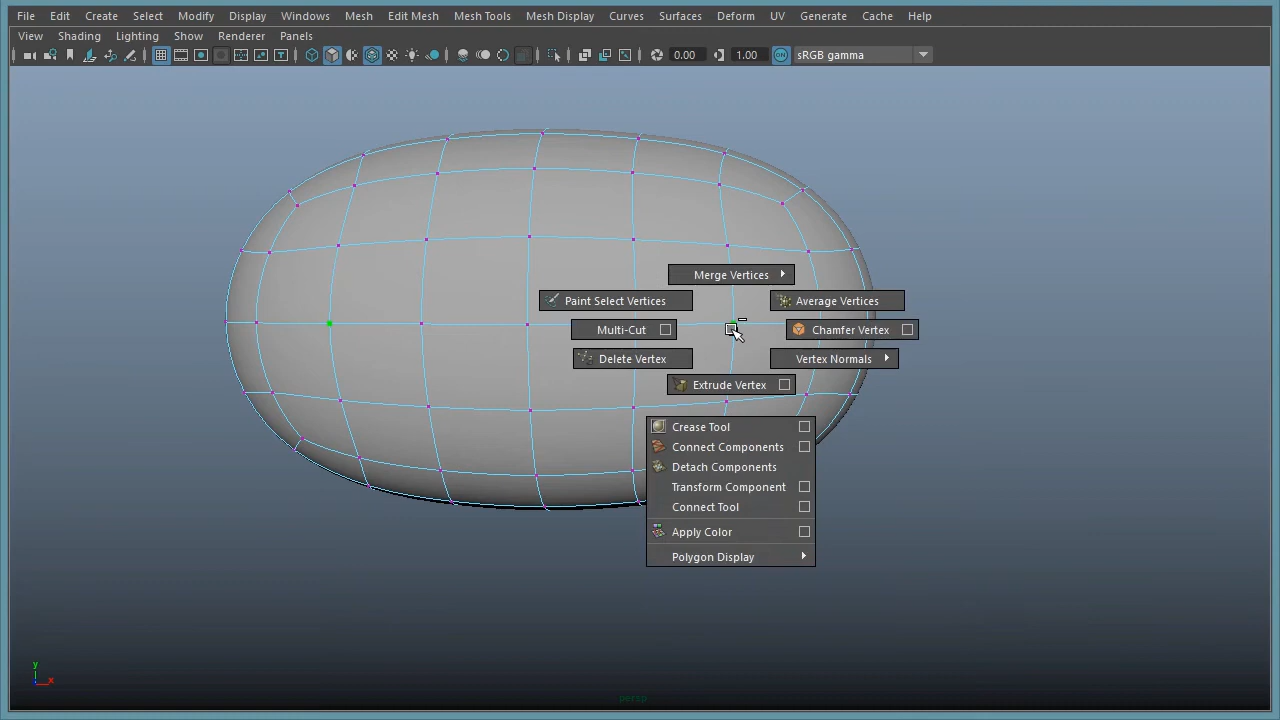 File Edit Create Select Modify Display Windows Mesh Edit Mesh Mesh Tools Mesh Display Curves Surfaces Deform UV Generate Cache Help
View Shading Lighting Show Renderer Panels
0.00 1.00 ON sRGB gamma
Merge Vertices
Paint Select Vertices Average Vertices
Multi-Cut Chamfer Vertex
Delete Vertex Vertex Normals
Extrude Vertex
Crease Tool
Connect Components
Detach Components
Transform Component
Connect Tool
Apply Color
Polygon Display
y
x
persp